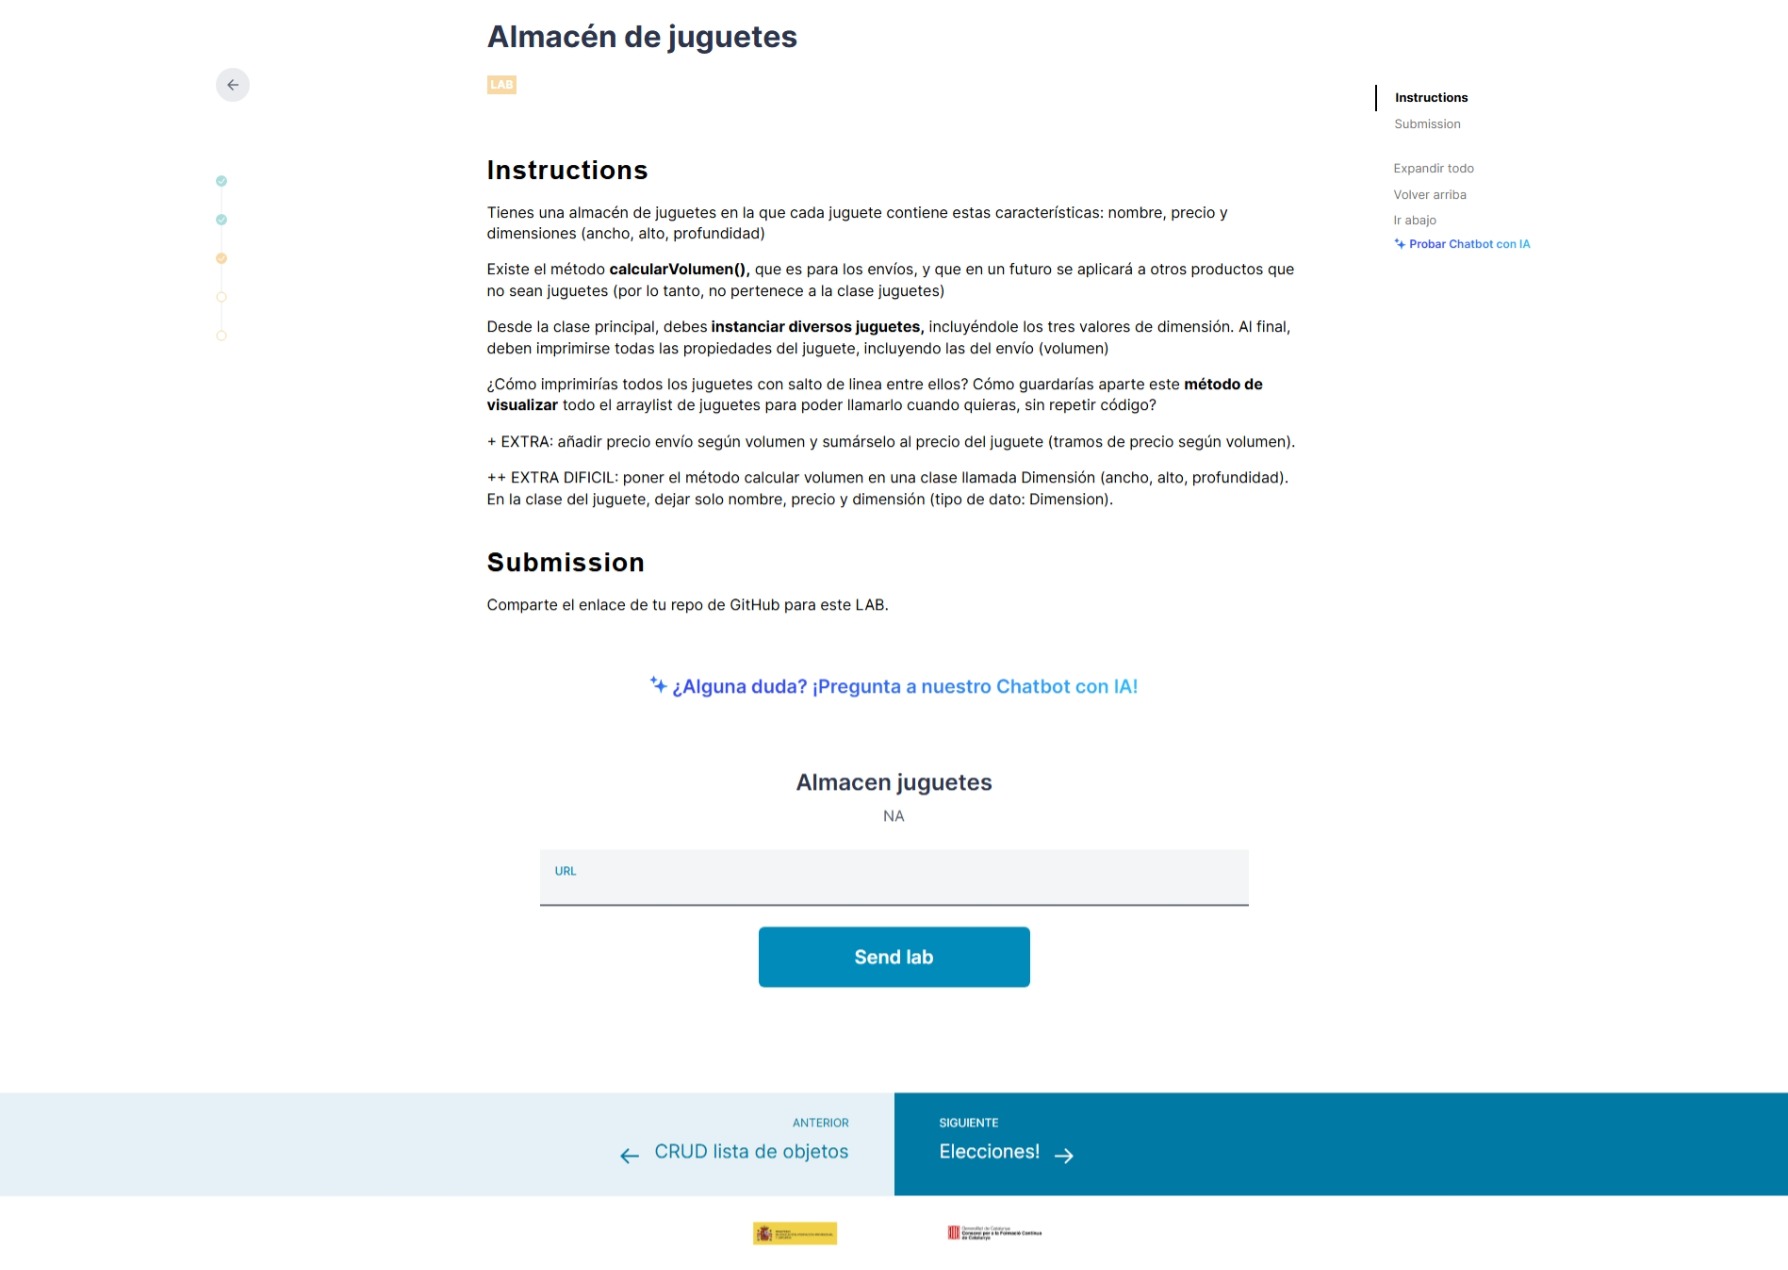 Almacén de juguetes
LAB
Instructions
Submission
Expandir todo
Volver arriba
Ir abajo
Probar Chatbot con IA
Instructions
Tienes una almacén de juguetes en la que cada juguete contiene estas características: nombre, precio y
dimensiones (ancho, alto, profundidad)
Existe el método calcularVolumen(), que es para los envíos, y que en un futuro se aplicará a otros productos que
no sean juguetes (por lo tanto, no pertenece a la clase juguetes)
Desde la clase principal, debes instanciar diversos juguetes, incluyéndole los tres valores de dimensión. Al final,
deben imprimirse todas las propiedades del juguete, incluyendo las del envío (volumen)
¿Cómo imprimirías todos los juguetes con salto de linea entre ellos? Cómo guardarías aparte este método de
visualizar todo el arraylist de juguetes para poder llamarlo cuando quieras, sin repetir código?
+ EXTRA: añadir precio envío según volumen y sumárselo al precio del juguete (tramos de precio según volumen).
++ EXTRA DIFICIL: poner el método calcular volumen en una clase llamada Dimensión (ancho, alto, profundidad).
En la clase del juguete, dejar solo nombre, precio y dimensión (tipo de dato: Dimension).
Submission
Comparte el enlace de tu repo de GitHub para este LAB.
¿Alguna duda? ¡Pregunta a nuestro Chatbot con IA!
Almacen juguetes
NA
URL
Send lab
ANTERIOR
← CRUD lista de objetos
SIGUIENTE
Elecciones! →
Generalitat de Catalunya
Consorci per a la Formació Contínua
de Catalunya